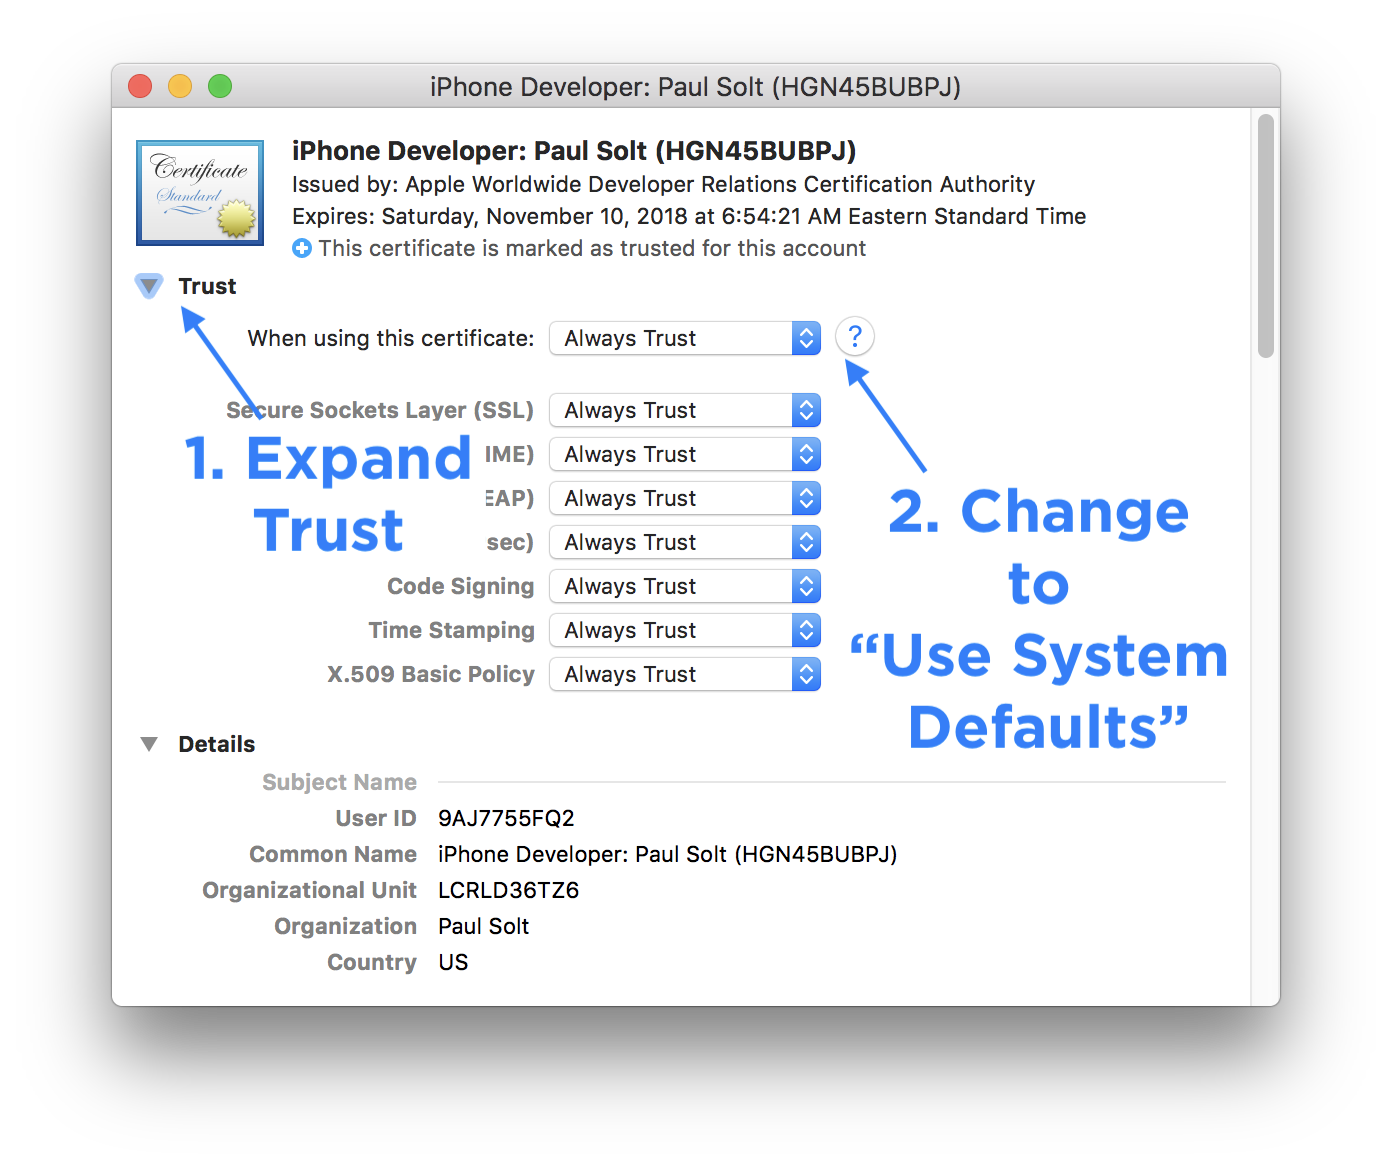 iPhone Developer: Paul Solt (HGN45BUBPJ)
Certificate
Standard
iPhone Developer: Paul Solt (HGN45BUBPJ)
Issued by: Apple Worldwide Developer Relations Certification Authority
Expires: Saturday, November 10, 2018 at 6:54:21 AM Eastern Standard Time
This certificate is marked as trusted for this account
Trust
When using this certificate: Always Trust ?
Secure Sockets Layer (SSL) Always Trust
IME) Always Trust
EAP) Always Trust
sec) Always Trust
Code Signing Always Trust
Time Stamping Always Trust
X.509 Basic Policy Always Trust
1. Expand
Trust
2. Change
to
“Use System
Defaults”
Details
Subject Name
User ID 9AJ7755FQ2
Common Name iPhone Developer: Paul Solt (HGN45BUBPJ)
Organizational Unit LCRLD36TZ6
Organization Paul Solt
Country US